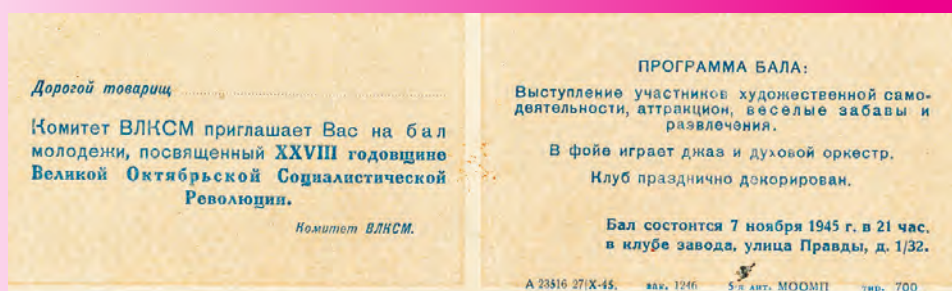 Дорогой товарищ
Комитет ВЛКСМ приглашает Вас на бал
молодежи, посвященный XXVIII годовщине
Великой Октябрьской Социалистической
Революции.
Комитет ВЛКСМ.
ПРОГРАММА БАЛА:
Выступление участников художественной само-
деятельности, аттракцион, веселые забавы и
развлечения.
В фойе играет джаз и духовой оркестр.
Клуб празднично декорирован.
Бал состоится 7 ноября 1945 г. в 21 час.
в клубе завода, улица Правды, д. 1/32.
А 23516 27|X-45. зак. 1246 5-я лит. МООМП тир. 700